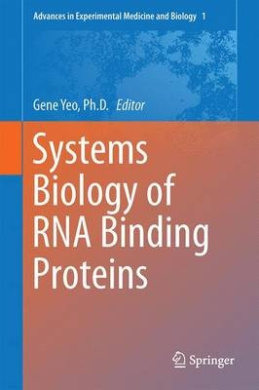 Advances in Experimental Medicine and Biology 1
Gene Yeo, Ph.D. Editor
Systems
Biology of
RNA Binding
Proteins
Springer